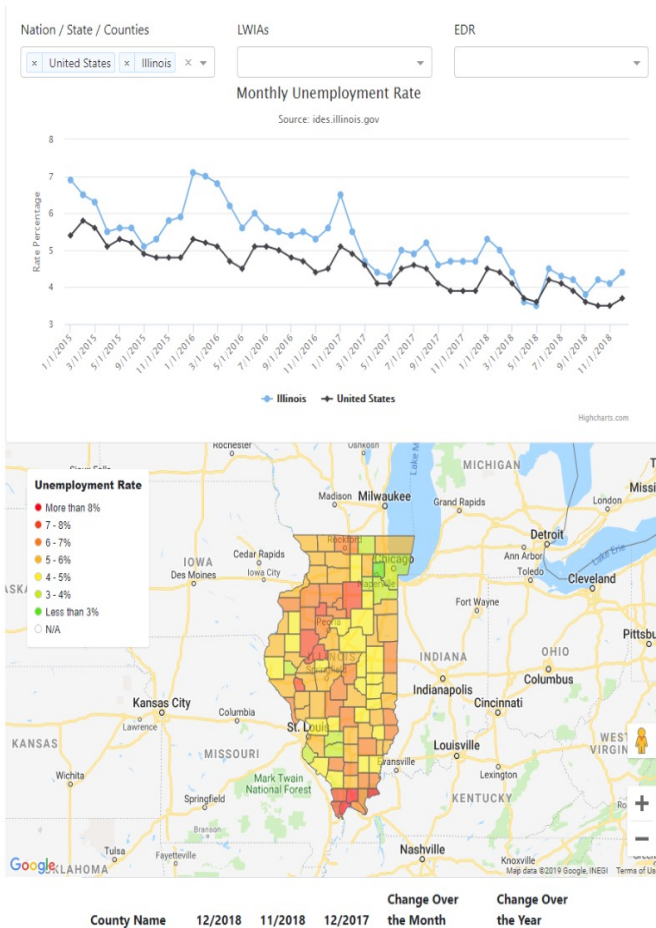 Nation / State / Counties
LWIAs
EDR
× United States × Illinois ×
Monthly Unemployment Rate
Source: ides.illinois.gov
Rate Percentage
8
7
6
5
4
3
1/1/2015
3/1/2015
5/1/2015
7/1/2015
9/1/2015
11/1/2015
1/1/2016
3/1/2016
5/1/2016
7/1/2016
9/1/2016
11/1/2016
1/1/2017
3/1/2017
5/1/2017
7/1/2017
9/1/2017
11/1/2017
1/1/2018
3/1/2018
5/1/2018
7/1/2018
9/1/2018
11/1/2018
Illinois United States
Highcharts.com
Unemployment Rate
More than 8%
7 - 8%
6 - 7%
5 - 6%
4 - 5%
3 - 4%
Less than 3%
N/A
Rochester
Oshkosh
Lake M
MICHIGAN
Madison
Milwaukee
Grand Rapids
London
Detroit
Ann Arbor
Lake Erie
Toledo
Cleveland
IOWA
Cedar Rapids
Iowa City
Des Moines
Rockford
Chicago
Naperville
Fort Wayne
Peoria
ILLINOIS
Springfield
INDIANA
Indianapolis
OHIO
Columbus
Pittsbu
Kansas City
Lawrence
Columbia
St. Louis
Cincinnati
KANSAS
MISSOURI
Evansville
Louisville
Lexington
WEST
VIRGIN
Wichita
Mark Twain
National Forest
Springfield
Branson
KENTUCKY
Tulsa
Fayetteville
Nashville
Knoxville
OKLAHOMA
+
−
Google
Map data ©2019 Google, INEGI Terms of Us
County Name 12/2018 11/2018 12/2017 Change Over the Month Change Over the Year